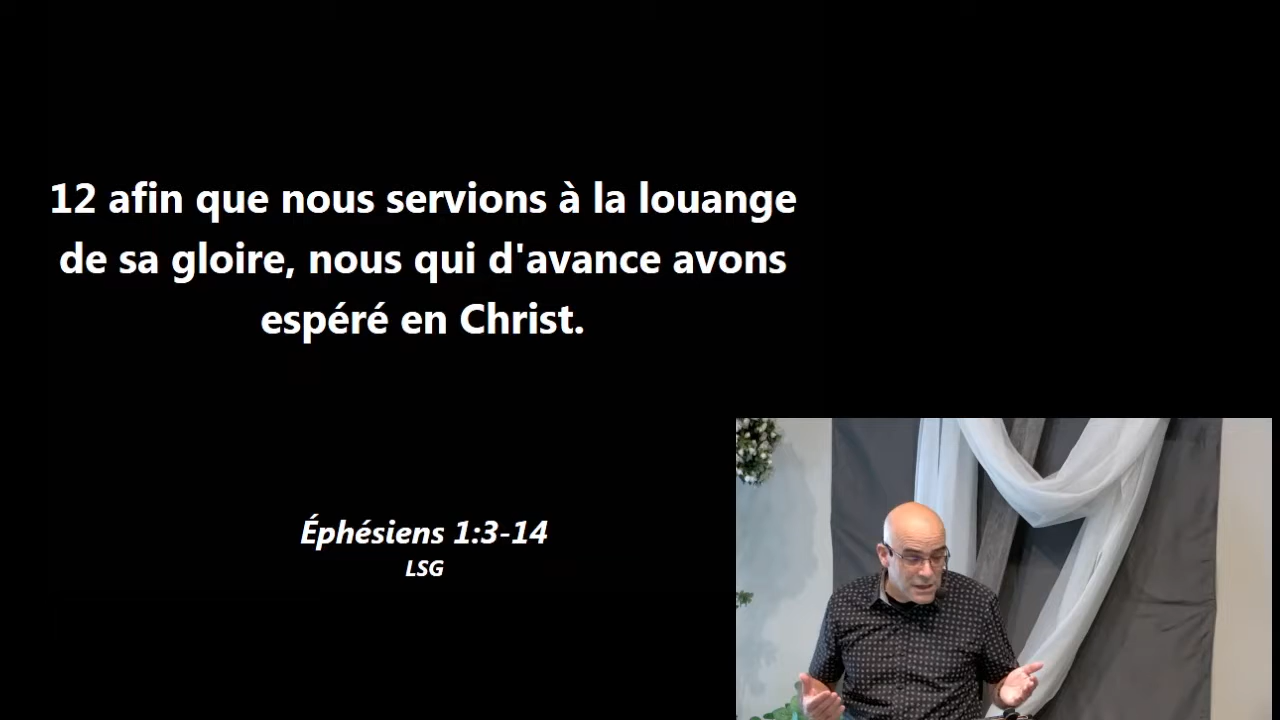 12 afin que nous servions à la louange
de sa gloire, nous qui d'avance avons
espéré en Christ.
Éphésiens 1:3-14
LSG